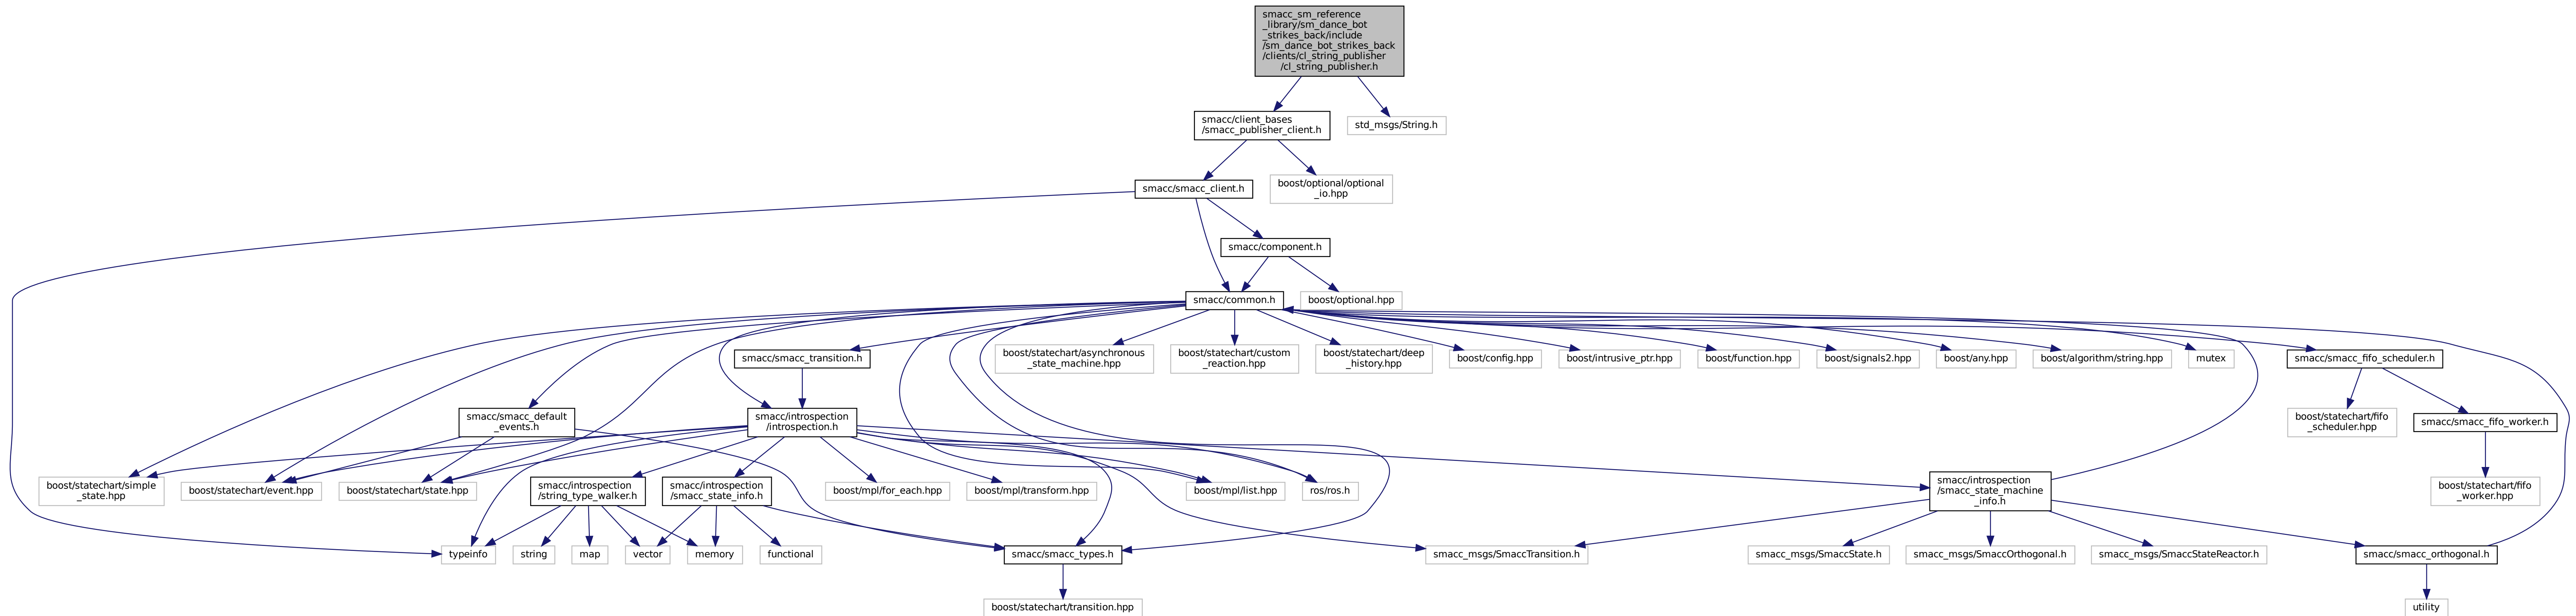 smacc_sm_reference
_library/sm_dance_bot
_strikes_back/include
/sm_dance_bot_strikes_back
/clients/cl_string_publisher
/cl_string_publisher.h
smacc/client_bases
/smacc_publisher_client.h
std_msgs/String.h
smacc/smacc_client.h
boost/optional/optional
_io.hpp
smacc/component.h
smacc/common.h
boost/optional.hpp
smacc/smacc_transition.h
boost/statechart/asynchronous
_state_machine.hpp
boost/statechart/custom
_reaction.hpp
boost/statechart/deep
_history.hpp
boost/config.hpp
boost/intrusive_ptr.hpp
boost/function.hpp
boost/signals2.hpp
boost/any.hpp
boost/algorithm/string.hpp
mutex
smacc/smacc_fifo_scheduler.h
smacc/smacc_default
_events.h
smacc/introspection
/introspection.h
boost/statechart/fifo
_scheduler.hpp
smacc/smacc_fifo_worker.h
boost/statechart/simple
_state.hpp
boost/statechart/event.hpp
boost/statechart/state.hpp
smacc/introspection
/string_type_walker.h
smacc/introspection
/smacc_state_info.h
boost/mpl/for_each.hpp
boost/mpl/transform.hpp
boost/mpl/list.hpp
ros/ros.h
smacc/introspection
/smacc_state_machine
_info.h
boost/statechart/fifo
_worker.hpp
typeinfo
string
map
vector
memory
functional
smacc/smacc_types.h
smacc_msgs/SmaccTransition.h
smacc_msgs/SmaccState.h
smacc_msgs/SmaccOrthogonal.h
smacc_msgs/SmaccStateReactor.h
smacc/smacc_orthogonal.h
boost/statechart/transition.hpp
utility